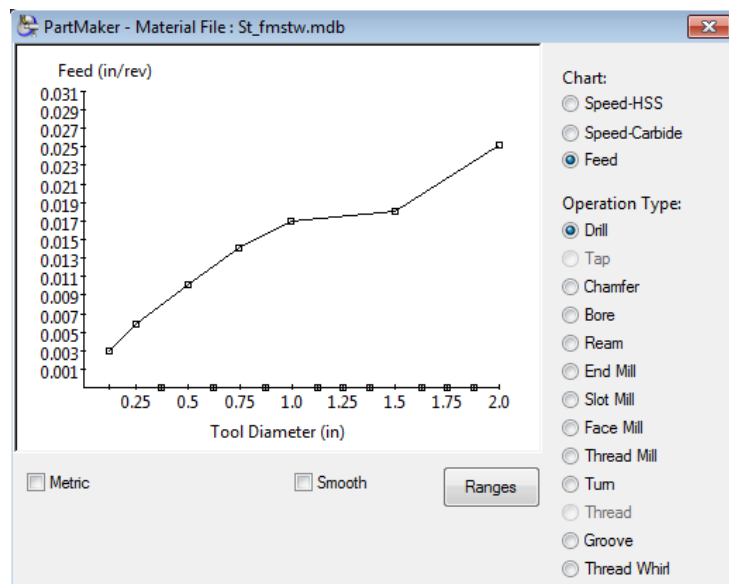 PartMaker - Material File : St_fmstw.mdb
Feed (in/rev)
0.031
0.029
0.027
0.025
0.023
0.021
0.019
0.017
0.015
0.013
0.011
0.009
0.007
0.005
0.003
0.001
0.25 0.5 0.75 1.0 1.25 1.5 1.75 2.0
Tool Diameter (in)
Metric
Smooth
Ranges
Chart:
Speed-HSS
Speed-Carbide
Feed
Operation Type:
Drill
Tap
Chamfer
Bore
Ream
End Mill
Slot Mill
Face Mill
Thread Mill
Turn
Thread
Groove
Thread Whirl